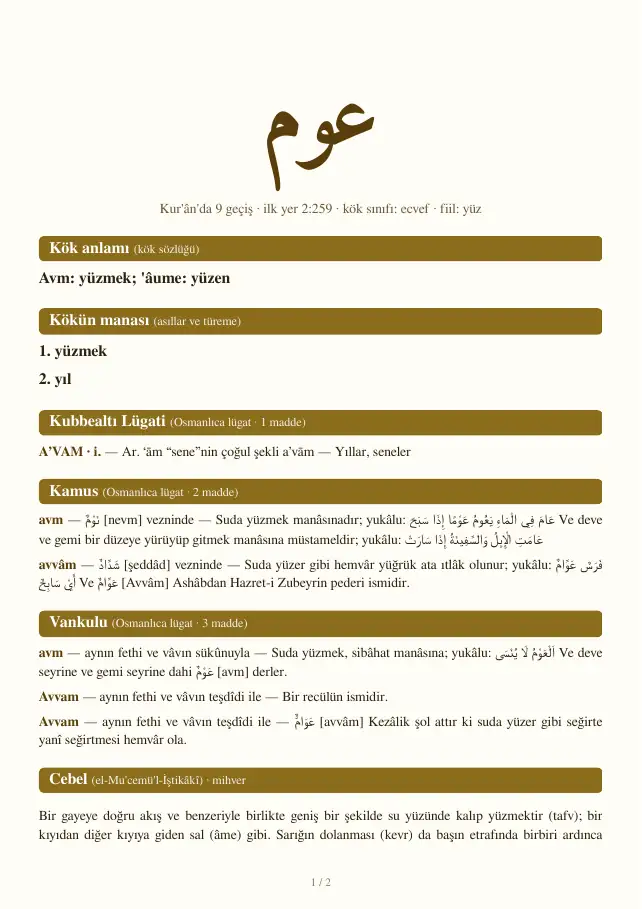 عوم
Kur'ân'da 9 geçiş · ilk yer 2:259 · kök sınıfı: ecvef · fiil: yüz
Kök anlamı (kök sözlüğü)
Avm: yüzmek; 'âume: yüzen
Kökün manası (asıllar ve türeme)
1. yüzmek
2. yıl
Kubbealtı Lügati (Osmanlıca lügat · 1 madde)
A’VAM · i. — Ar. ‘ām “sene”nin çoğul şekli a‘vām — Yıllar, seneler
Kamus (Osmanlıca lügat · 2 madde)
avm — نَوْمٌ [nevm] vezninde — Suda yüzmek manâsınadır; yukâlu: عَامَ فِي الْمَاءِ يَعُومُ عَوْمًا إِذَا سَبَحَ Ve deve
ve gemi bir düzeye yürüyüp gitmek manâsına müstameldir; yukâlu: عَامَتِ الْإِبِلُ وَالسَّفِينَةُ إِذَا سَارَتْ
avvâm — شَدَّادٌ [şeddâd] vezninde — Suda yüzer gibi hemvâr yüğrük ata ıtlâk olunur; yukâlu: فَرَسٌ عَوَّامٌ
أَيْ سَابِحٌ Ve عَوَّامٌ [Avvâm] Ashâbdan Hazret-i Zubeyrin pederi ismidir.
Vankulu (Osmanlıca lügat · 3 madde)
avm — aynın fethi ve vâvın sükûnuyla — Suda yüzmek, sibâhat manâsına; yukâlu: اَلْعَوْمُ لَا يُنْسَى Ve deve
seyrine ve gemi seyrine dahi عَوْمٌ [avm] derler.
Avvam — aynın fethi ve vâvın teşdîdi ile — Bir recülün ismidir.
Avvam — aynın fethi ve vâvın teşdîdi ile — عَوَّامٌ [avvâm] Kezâlik şol attır ki suda yüzer gibi seğirte
yanî seğirtmesi hemvâr ola.
Cebel (el-Mu'cemü'l-İştikâkî) · mihver
Bir gayeye doğru akış ve benzeriyle birlikte geniş bir şekilde su yüzünde kalıp yüzmektir (tafv); bir
kıyıdan diğer kıyıya giden sal (âme) gibi. Sarığın dolanması (kevr) da başın etrafında birbiri ardınca
1 / 2